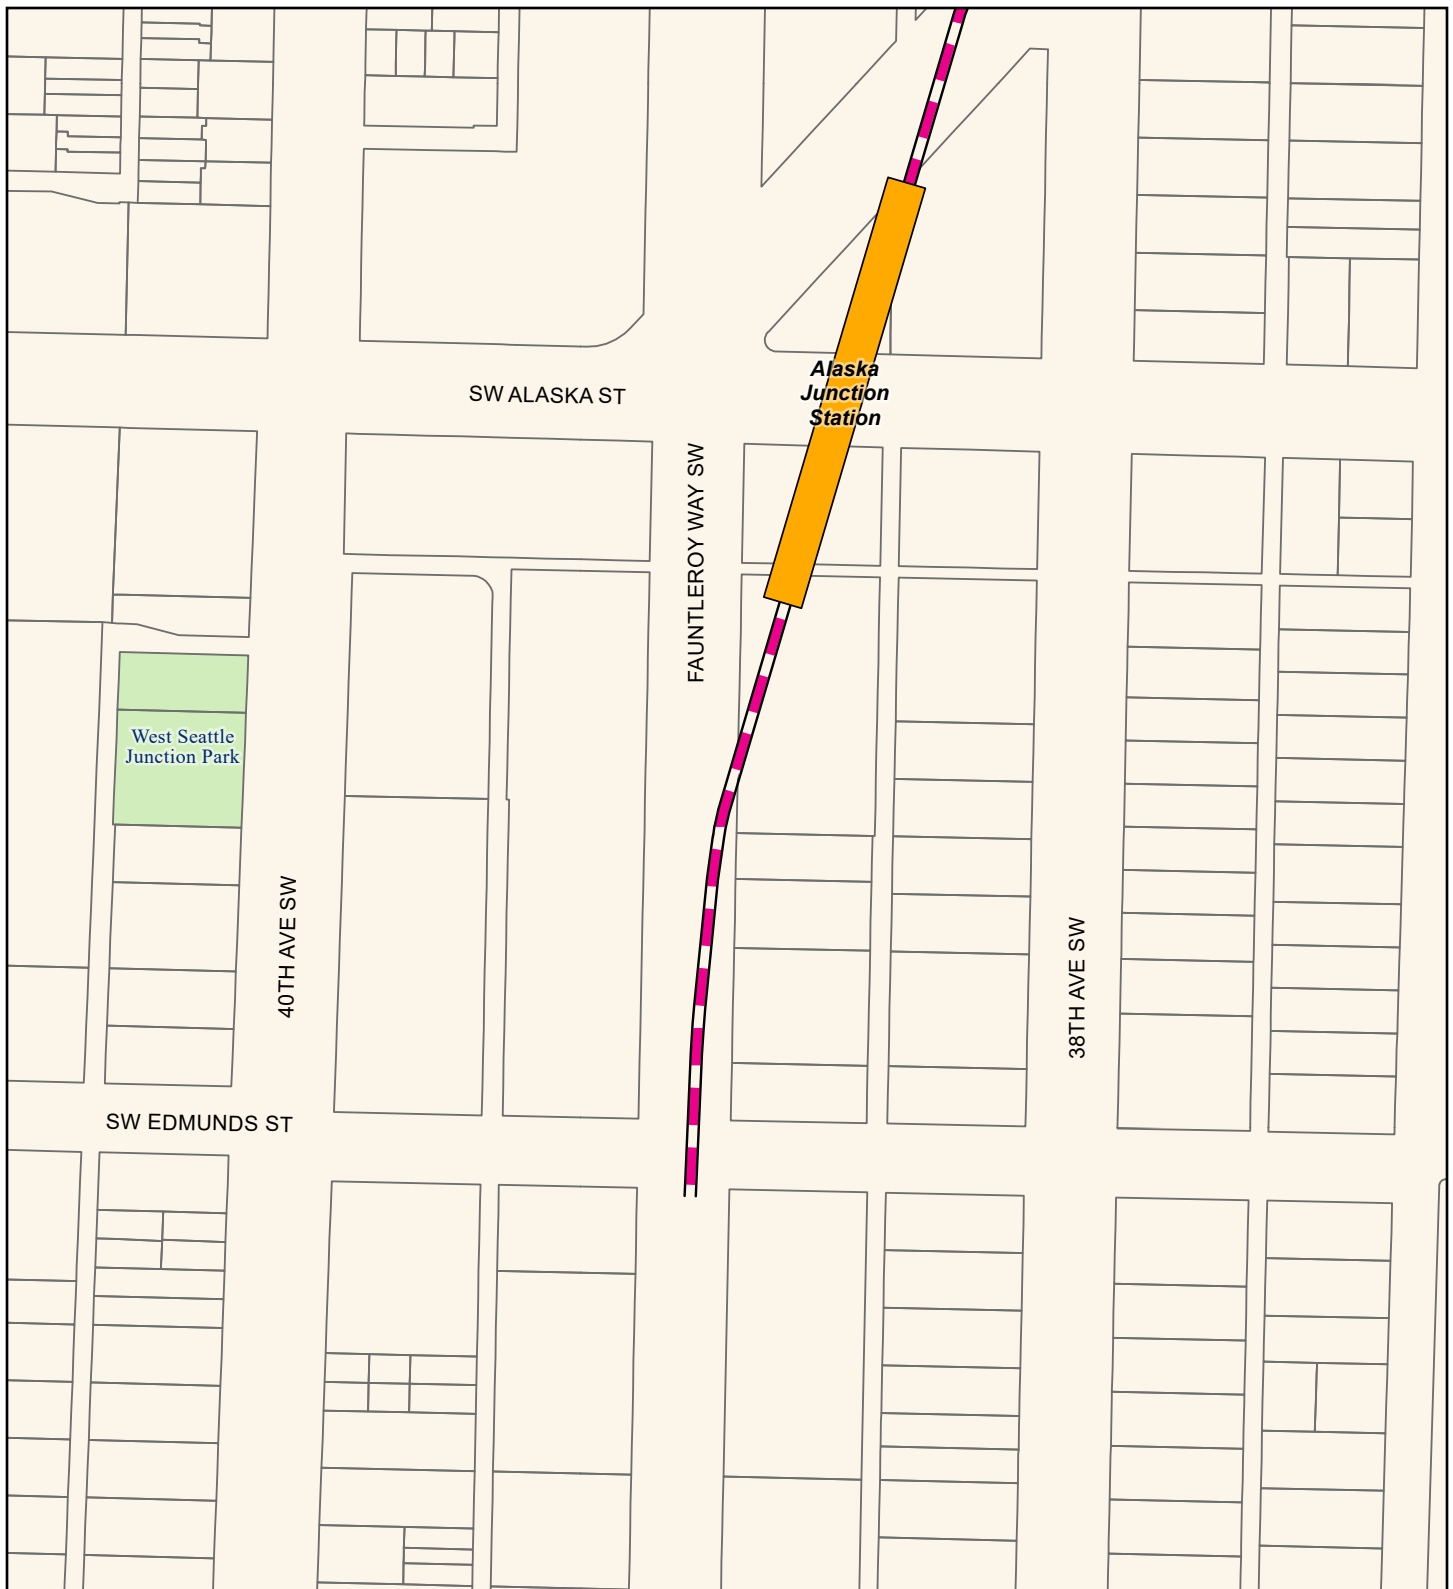 Alaska
Junction
Station
SW ALASKA ST
FAUNTLEROY WAY SW
West Seattle
Junction Park
40TH AVE SW
38TH AVE SW
SW EDMUNDS ST